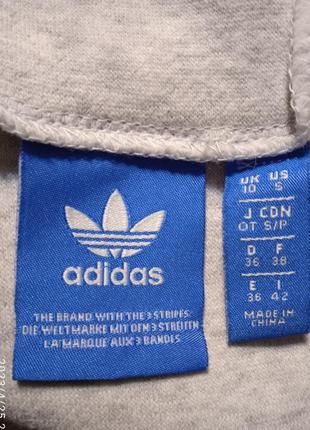 adidas
THE BRAND WITH THE 3 STRIPES
DIE WELTMARKE MIT DEN 3 STREIFEN
LA MARQUE AUX 3 BANDES
UK US
10 S
J CDN
OT S/P
D F
36 38
E I
36 42
MADE IN
CHINA